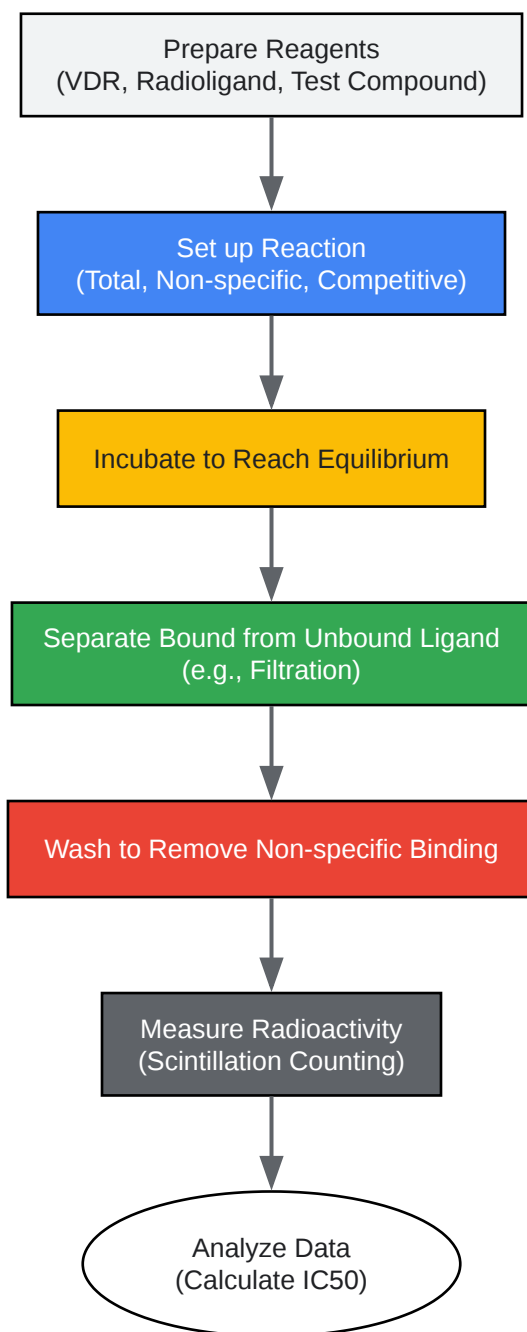 Prepare Reagents
(VDR, Radioligand, Test Compound)
Set up Reaction
(Total, Non-specific, Competitive)
Incubate to Reach Equilibrium
Separate Bound from Unbound Ligand
(e.g., Filtration)
Wash to Remove Non-specific Binding
Measure Radioactivity
(Scintillation Counting)
Analyze Data
(Calculate IC50)